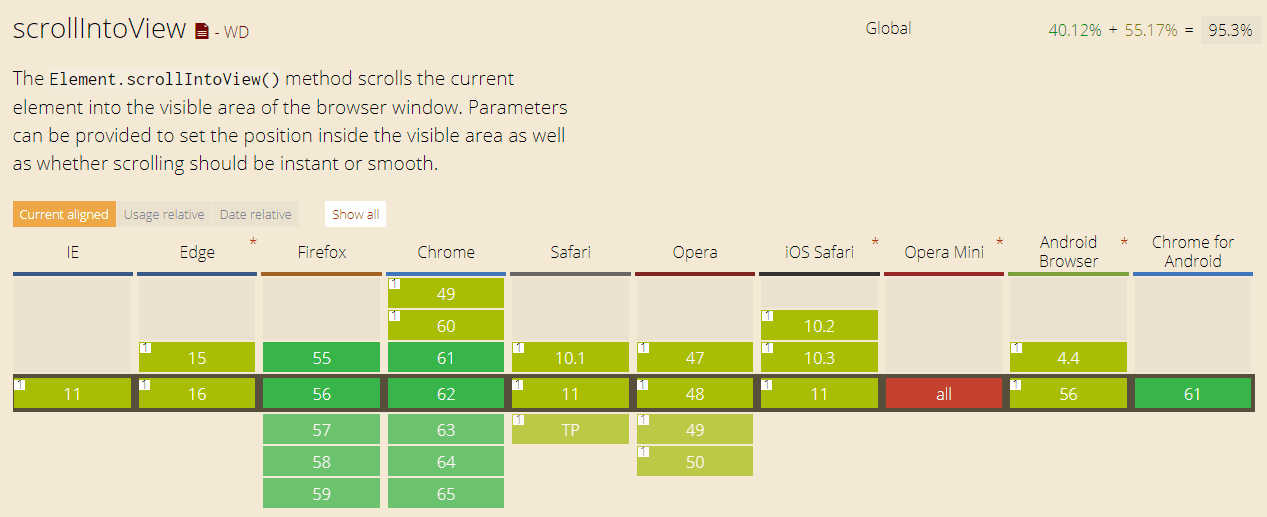 scrollIntoView - WD
Global
40.12% + 55.17% = 95.3%
The Element.scrollIntoView() method scrolls the current
element into the visible area of the browser window. Parameters
can be provided to set the position inside the visible area as well
as whether scrolling should be instant or smooth.
Current aligned Usage relative Date relative Show all
IE Edge * Firefox Chrome Safari Opera iOS Safari * Opera Mini * Android Browser * Chrome for Android
1 49
1 60 1 10.2
1 15 55 61 1 10.1 1 47 1 10.3 1 4.4
1 11 1 16 56 62 1 11 1 48 1 11 all 1 56 61
57 63 1 TP 1 49
58 64 1 50
59 65